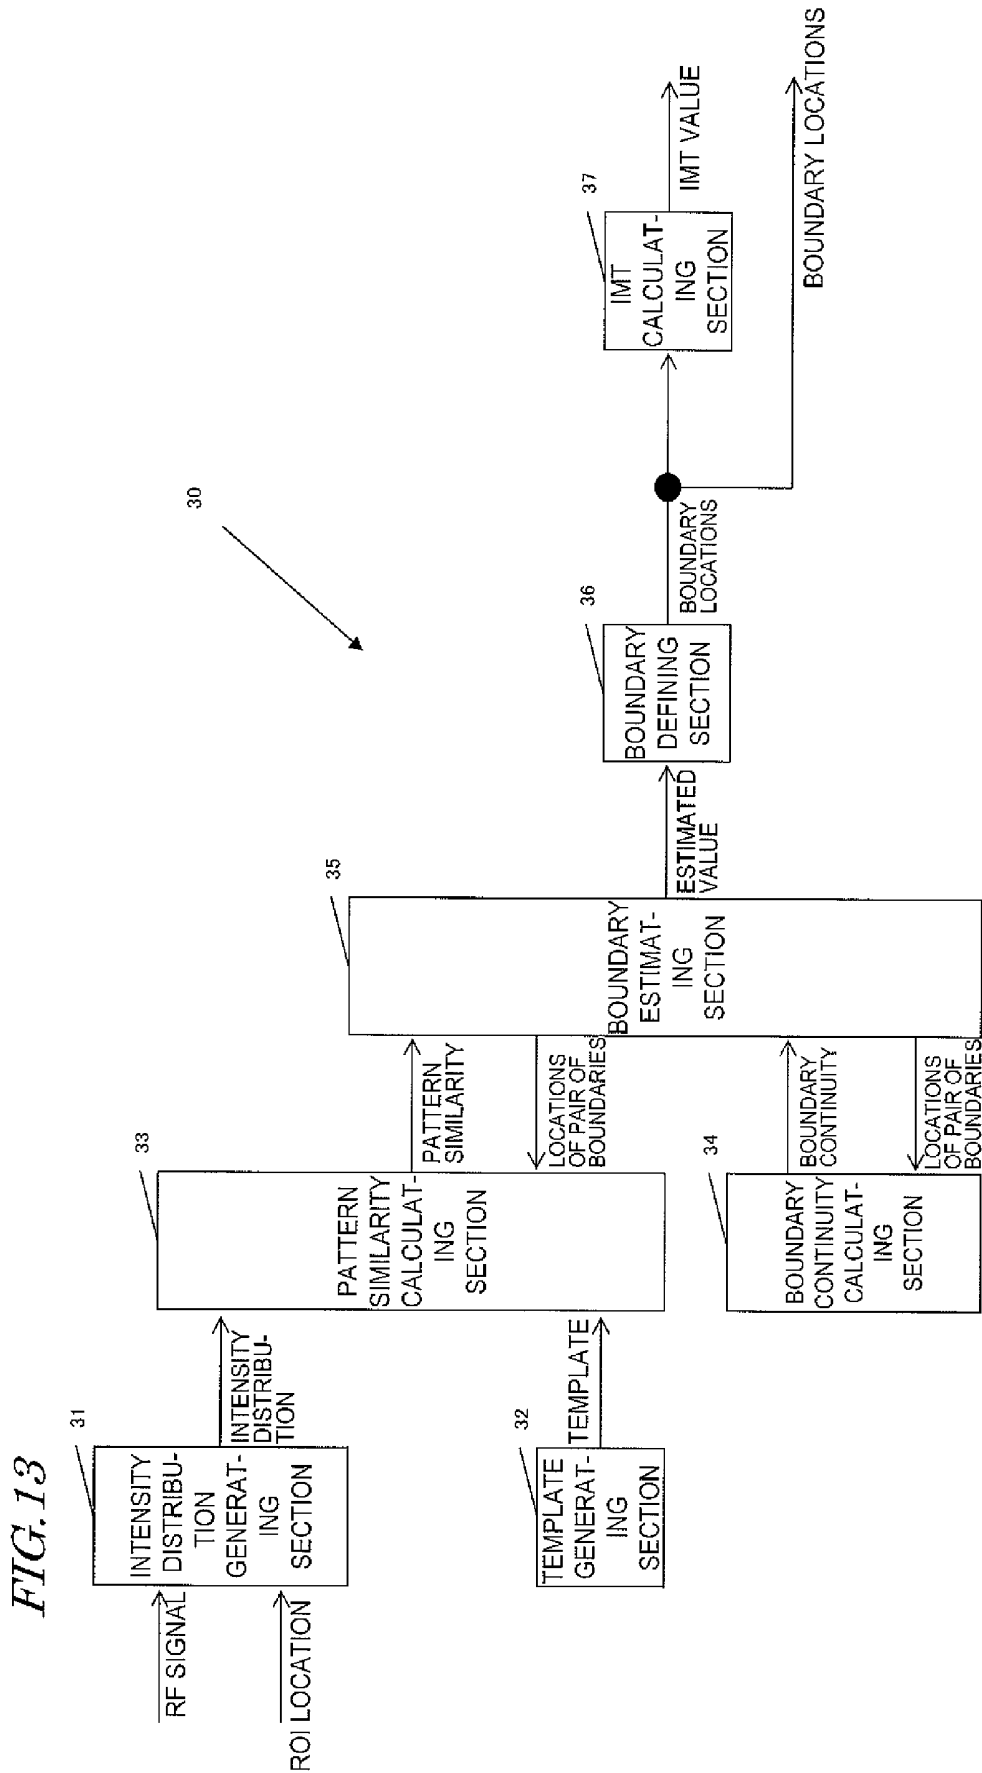 FIG.13
30
RF SIGNAL
ROI LOCATION
31
INTENSITY
DISTRIBU-
TION
GENERAT-
ING
SECTION
INTENSITY
DISTRIBU-
TION
32
TEMPLATE
GENERAT-
ING
SECTION
TEMPLATE
33
PATTERN
SIMILARITY
CALCULAT-
ING
SECTION
PATTERN
SIMILARITY
LOCATIONS
OF PAIR OF
BOUNDARIES
34
BOUNDARY
CONTINUITY
CALCULAT-
ING
SECTION
BOUNDARY
CONTINUITY
LOCATIONS
OF PAIR OF
BOUNDARIES
35
BOUNDARY
ESTIMAT-
ING
SECTION
ESTIMATED
VALUE
36
BOUNDARY
DEFINING
SECTION
BOUNDARY
LOCATIONS
37
IMT
CALCULAT-
ING
SECTION
IMT VALUE
BOUNDARY LOCATIONS